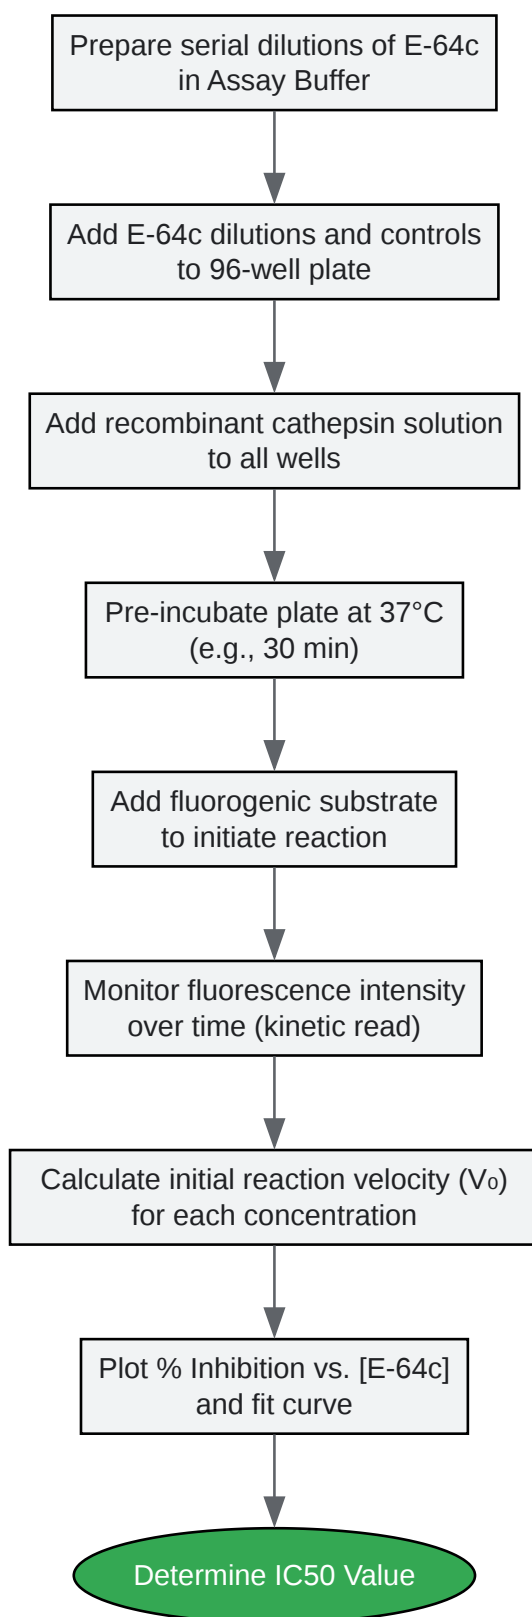 Prepare serial dilutions of E-64c
in Assay Buffer
Add E-64c dilutions and controls
to 96-well plate
Add recombinant cathepsin solution
to all wells
Pre-incubate plate at 37°C
(e.g., 30 min)
Add fluorogenic substrate
to initiate reaction
Monitor fluorescence intensity
over time (kinetic read)
Calculate initial reaction velocity (V₀)
for each concentration
Plot % Inhibition vs. [E-64c]
and fit curve
Determine IC50 Value